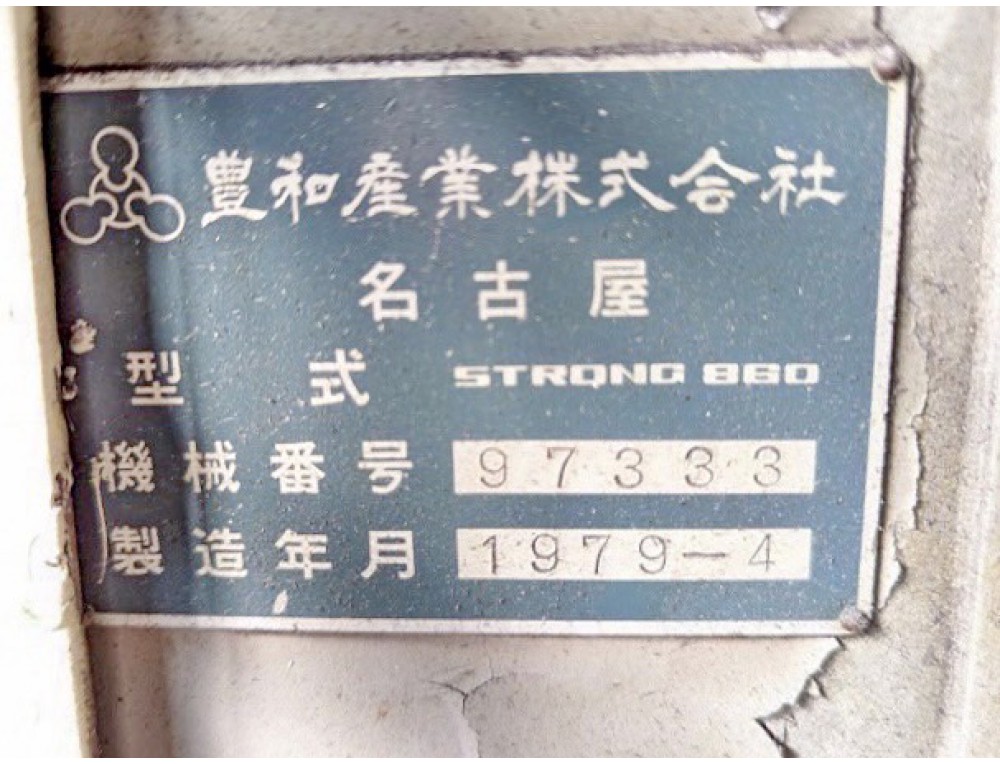 豊和産業株式会社
名古屋
型式 STRONG 860
機械番号 97333
製造年月 1979-4